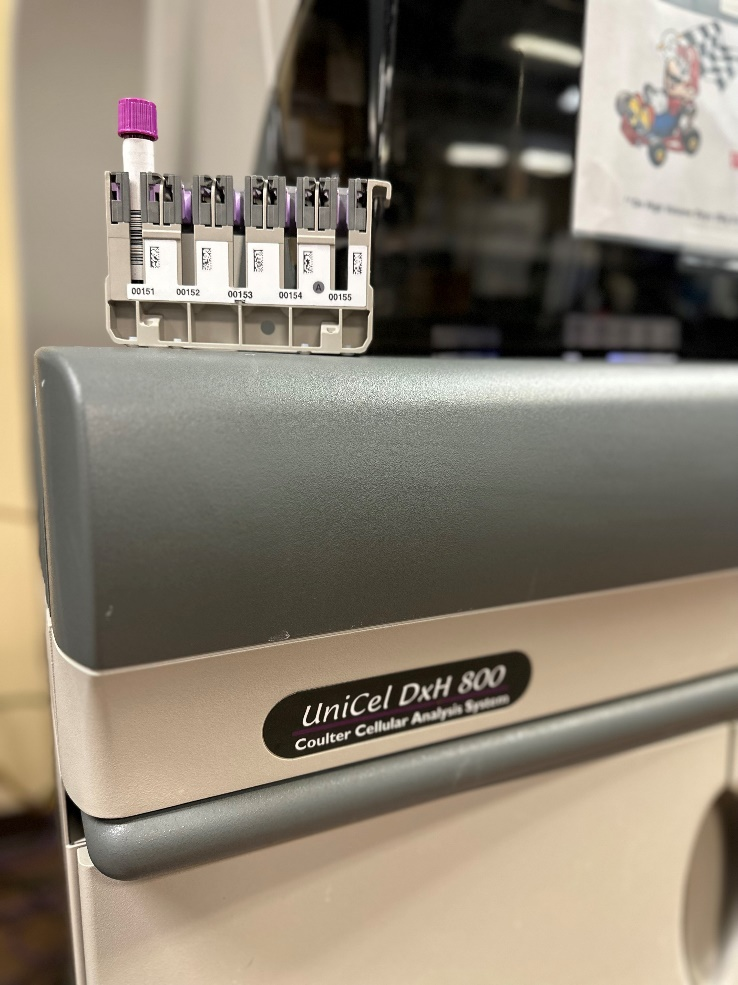 00151 00152 00153 00154 A 00155
UniCel DxH 800
Coulter Cellular Analysis System